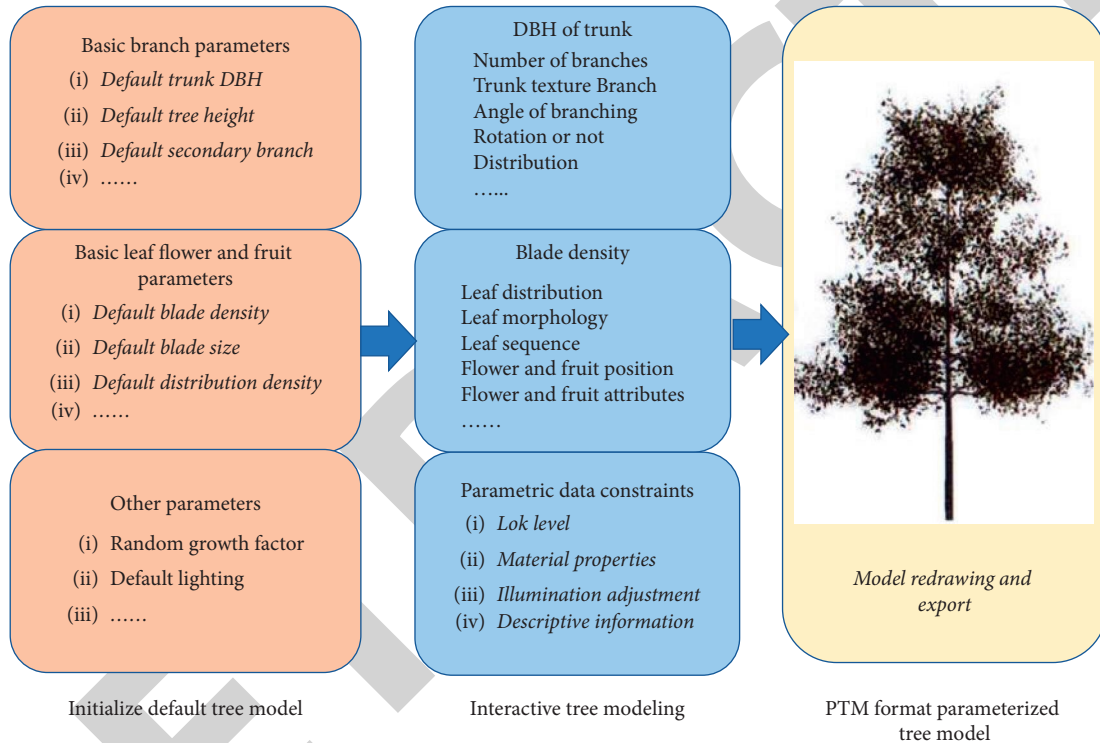 Basic branch parameters
(i) Default trunk DBH
(ii) Default tree height
(iii) Default secondary branch
(iv) ……
Basic leaf flower and fruit
parameters
(i) Default blade density
(ii) Default blade size
(iii) Default distribution density
(iv) ……
Other parameters
(i) Random growth factor
(ii) Default lighting
(iii) ……
Initialize default tree model
DBH of trunk
Number of branches
Trunk texture Branch
Angle of branching
Rotation or not
Distribution
…...
Blade density
Leaf distribution
Leaf morphology
Leaf sequence
Flower and fruit position
Flower and fruit attributes
……
Parametric data constraints
(i) Lok level
(ii) Material properties
(iii) Illumination adjustment
(iv) Descriptive information
Interactive tree modeling
Model redrawing and
export
PTM format parameterized
tree model